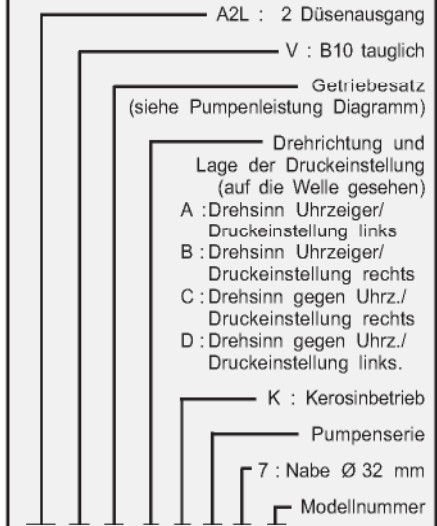 A2L : 2 Düsenausgang
V : B10 tauglich
Getriebesatz
(siehe Pumpenleistung Diagramm)
Drehrichtung und
Lage der Druckeinstellung
(auf die Welle gesehen)
A :Drehsinn Uhrzeiger/
Druckeinstellung links
B :Drehsinn Uhrzeiger/
Druckeinstellung rechts
C :Drehsinn gegen Uhrz./
Druckeinstellung rechts
D :Drehsinn gegen Uhrz./
Druckeinstellung links.
K : Kerosinbetrieb
Pumpenserie
7 : Nabe Ø 32 mm
Modellnummer